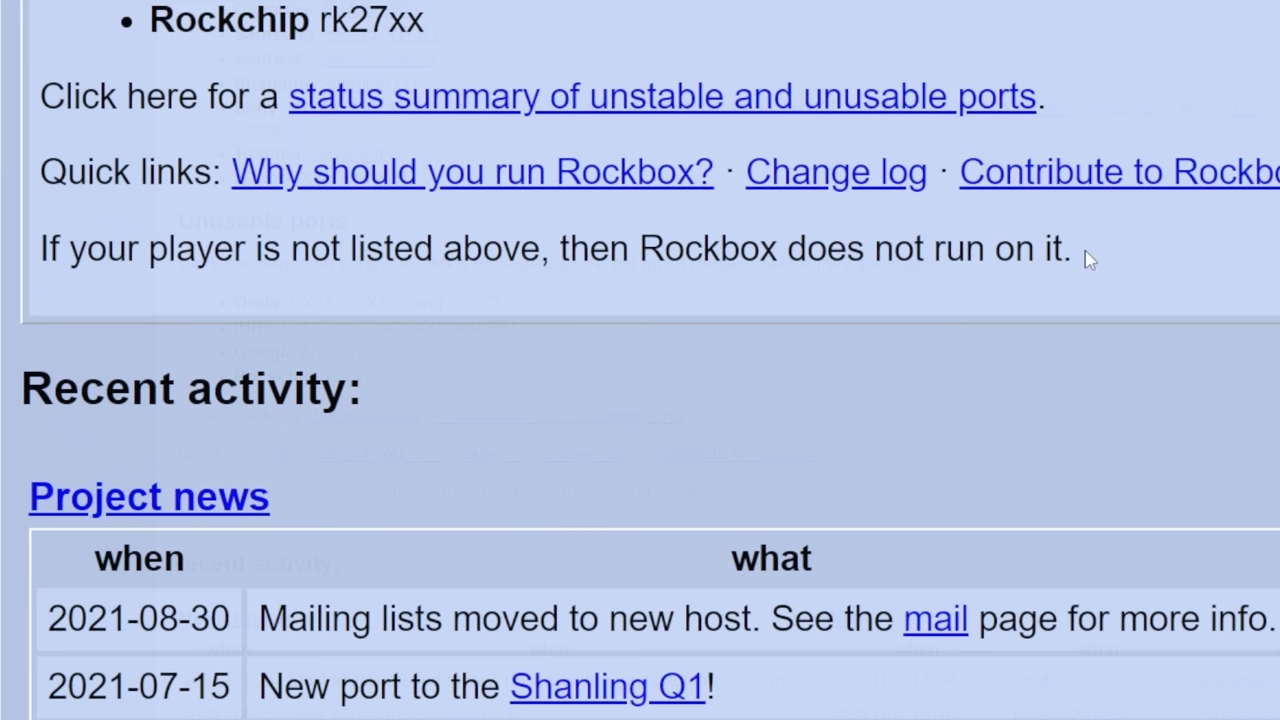 • Rockchip rk27xx
Click here for a status summary of unstable and unusable ports.
Quick links: Why should you run Rockbox? · Change log · Contribute to
If your player is not listed above, then Rockbox does not run on it.
Recent activity:
Project news
when what
2021-08-30 Mailing lists moved to new host. See the mail page for more info.
2021-07-15 New port to the Shanling Q1!